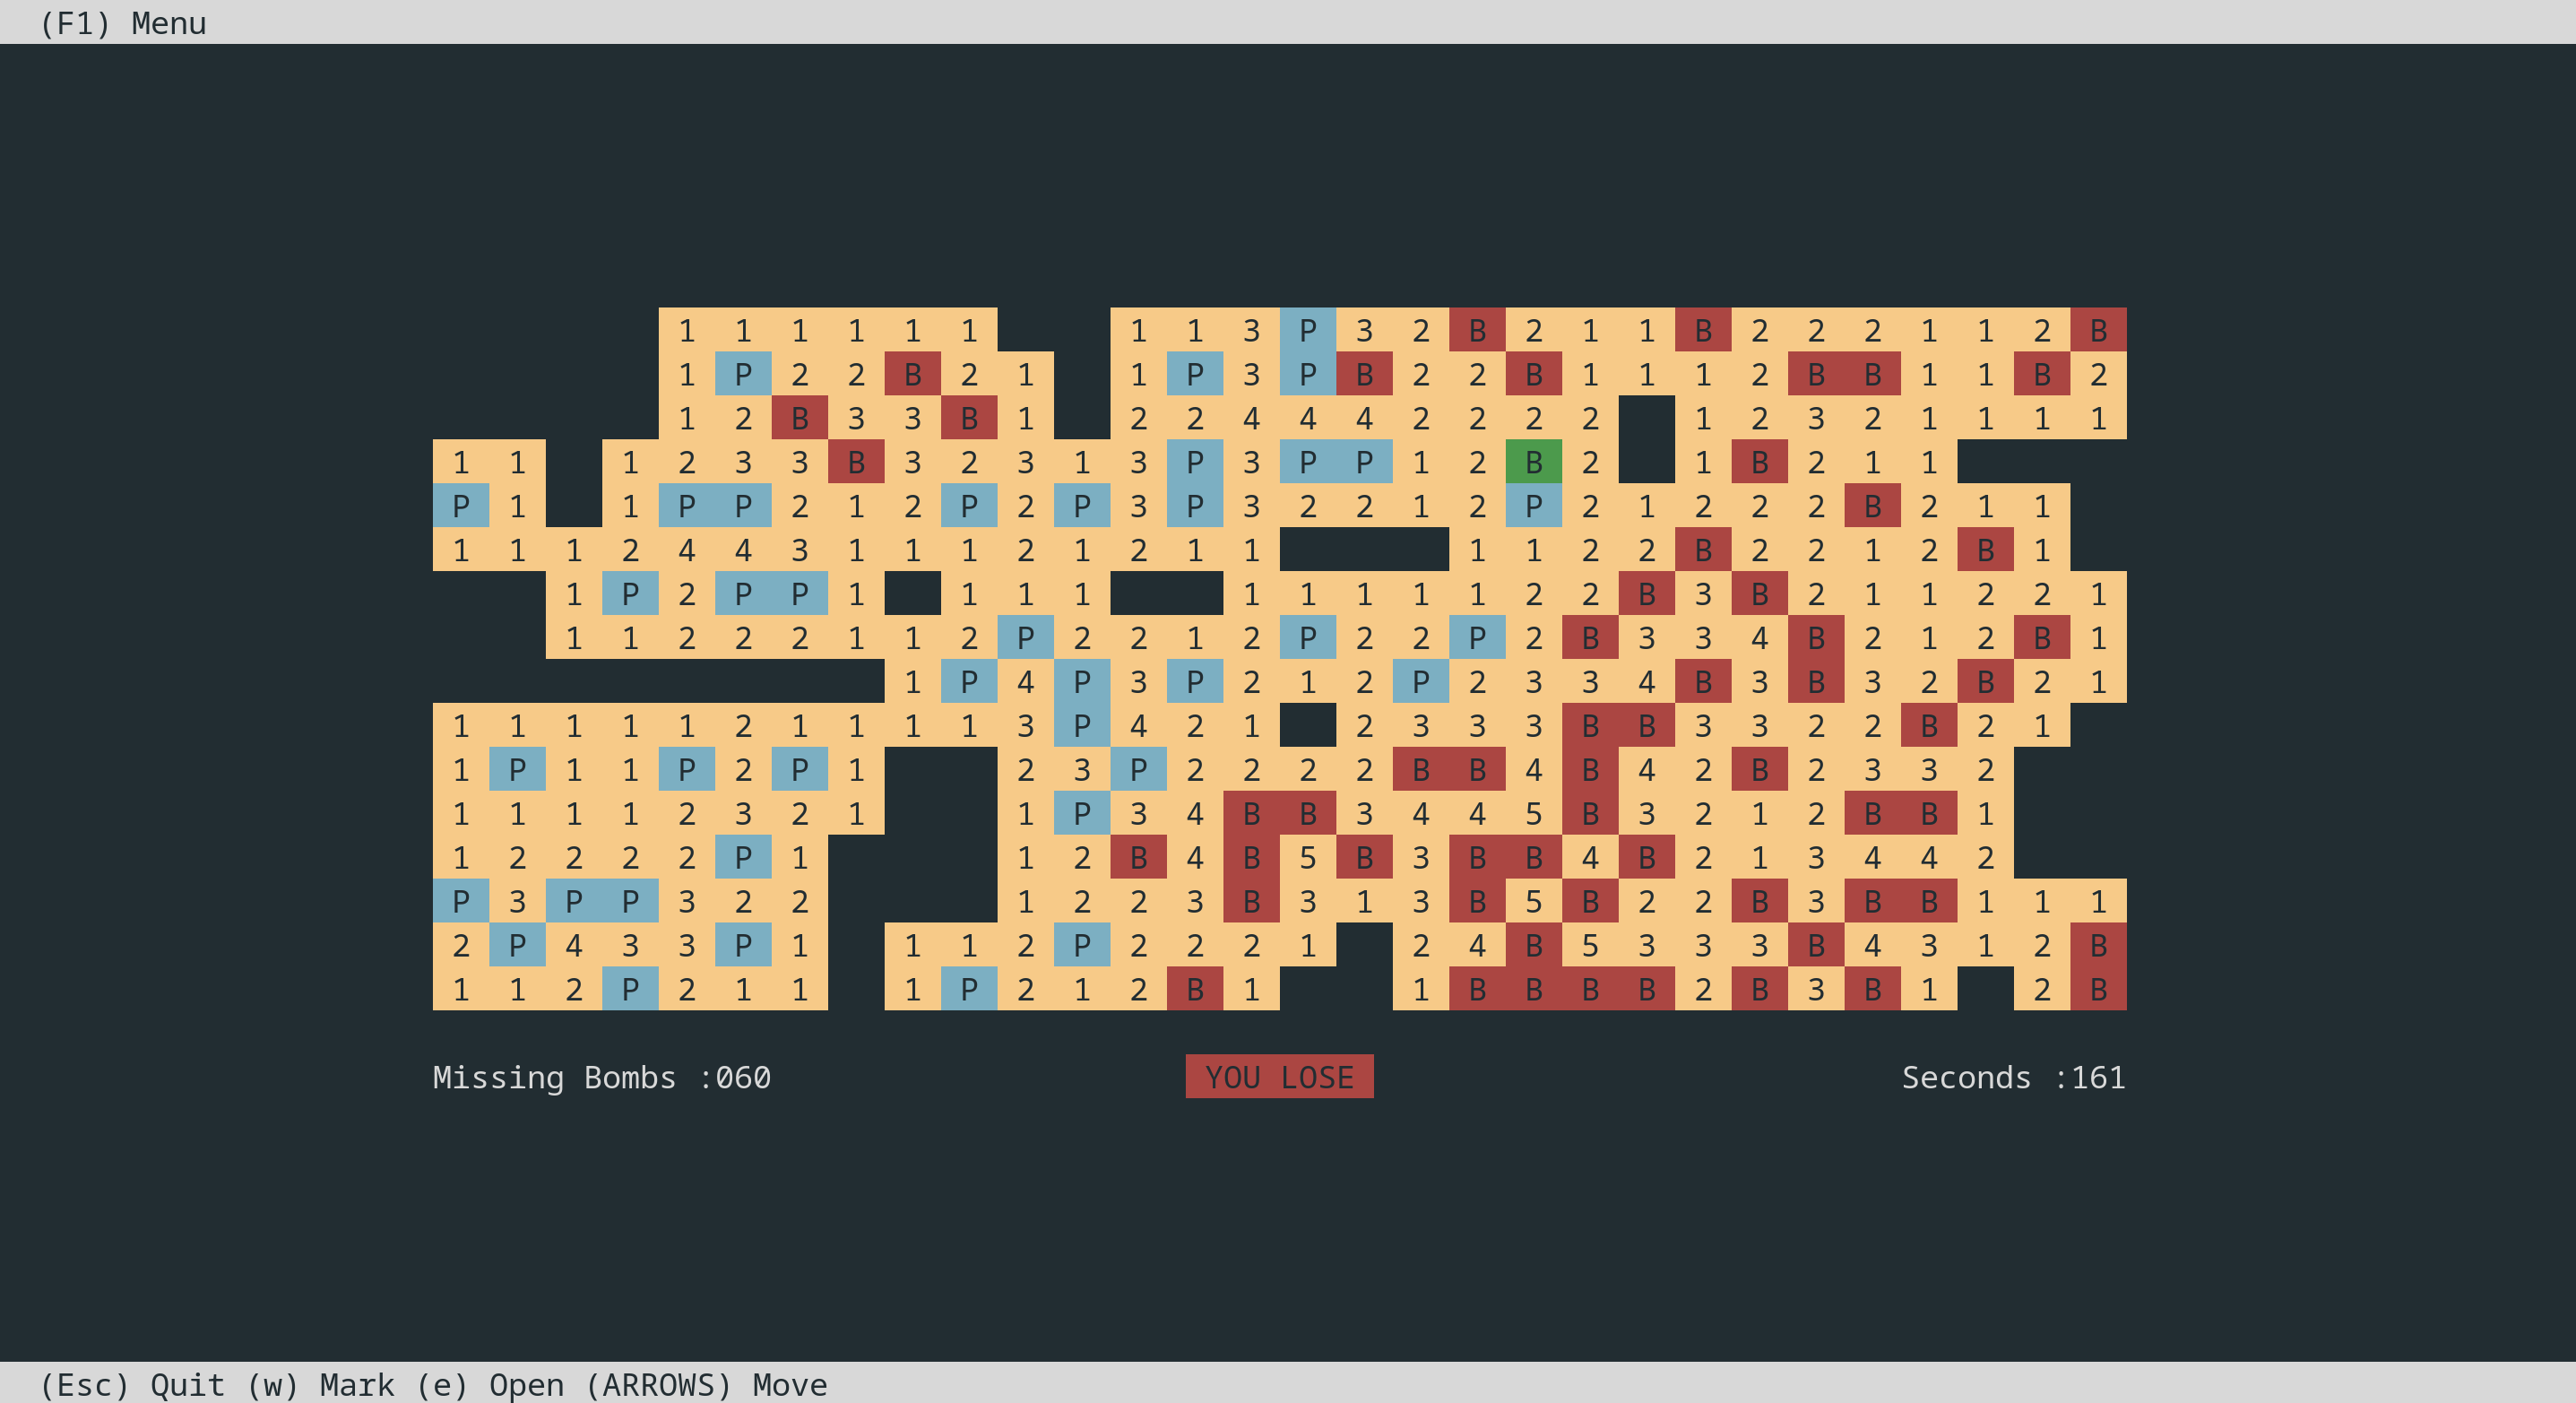 (F1) Menu
1 1 1 1 1 1 1 1 3 P 3 2 B 2 1 1 B 2 2 2 1 1 2 B
1 P 2 2 B 2 1 1 P 3 P B 2 2 B 1 1 1 2 B B 1 1 B 2
1 2 B 3 3 B 1 2 2 4 4 4 2 2 2 2 1 2 3 2 1 1 1 1
1 1 1 2 3 3 B 3 2 3 1 3 P 3 P P 1 2 B 2 1 B 2 1 1
P 1 1 P P 2 1 2 P 2 P 3 P 3 2 2 1 2 P 2 1 2 2 2 B 2 1 1
1 1 1 2 4 4 3 1 1 1 2 1 2 1 1 1 1 2 2 B 2 2 1 2 B 1
1 P 2 P P 1 1 1 1 1 1 1 1 1 2 2 B 3 B 2 1 1 2 2 1
1 1 2 2 2 1 1 2 P 2 2 1 2 P 2 2 P 2 B 3 3 4 B 2 1 2 B 1
1 P 4 P 3 P 2 1 2 P 2 3 3 4 B 3 B 3 2 B 2 1
1 1 1 1 1 2 1 1 1 1 3 P 4 2 1 2 3 3 3 B B 3 3 2 2 B 2 1
1 P 1 1 P 2 P 1 2 3 P 2 2 2 2 B B 4 B 4 2 B 2 3 3 2
1 1 1 1 2 3 2 1 1 P 3 4 B B 3 4 4 5 B 3 2 1 2 B B 1
1 2 2 2 2 P 1 1 2 B 4 B 5 B 3 B B 4 B 2 1 3 4 4 2
P 3 P P 3 2 2 1 2 2 3 B 3 1 3 B 5 B 2 2 B 3 B B 1 1 1
2 P 4 3 3 P 1 1 1 2 P 2 2 2 1 2 4 B 5 3 3 3 B 4 3 1 2 B
1 1 2 P 2 1 1 1 P 2 1 2 B 1 1 B B B B 2 B 3 B 1 2 B
Missing Bombs :060 YOU LOSE Seconds :161
(Esc) Quit (w) Mark (e) Open (ARROWS) Move